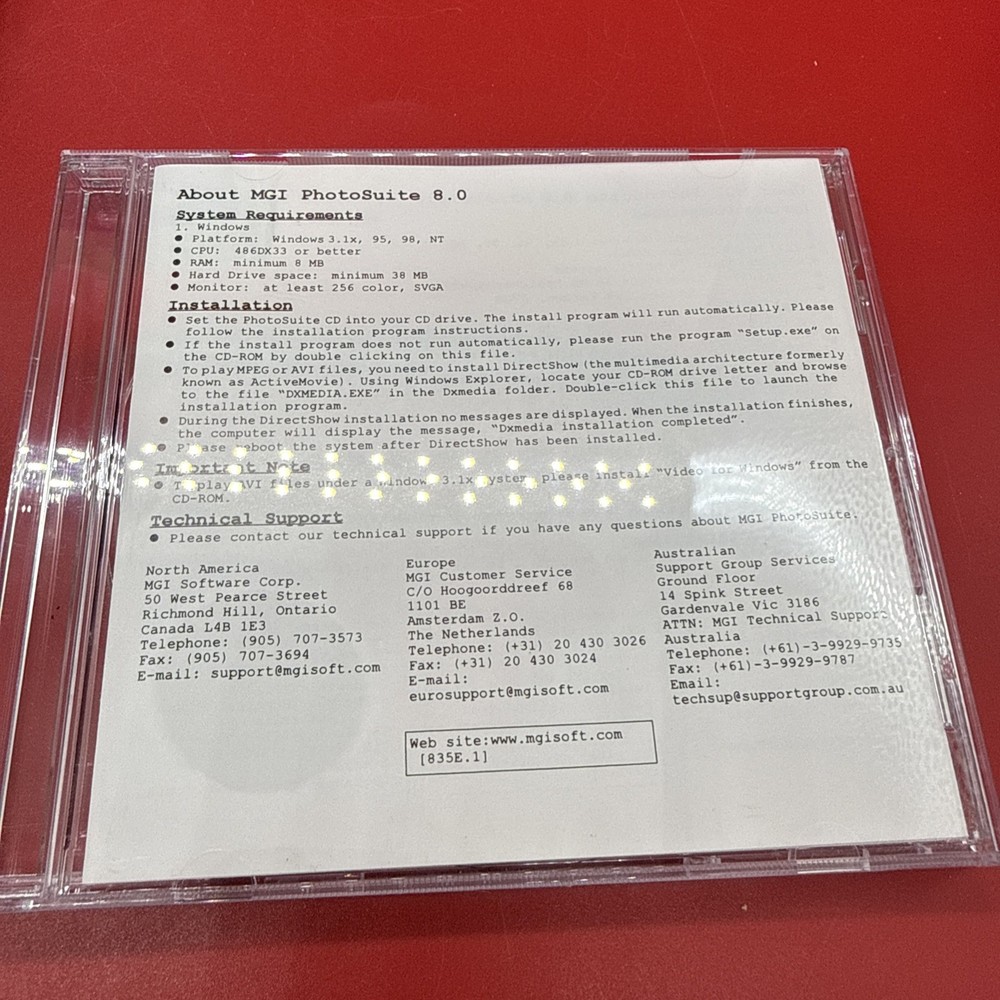 About MGI PhotoSuite 8.0
System Requirements
1. Windows
● Platform: Windows 3.1x, 95, 98, NT
● CPU: 486DX33 or better
● RAM: minimum 8 MB
● Hard Drive space: minimum 38 MB
● Monitor: at least 256 color, SVGA
Installation
● Set the PhotoSuite CD into your CD drive. The install program will run automatically. Please
follow the installation program instructions.
● If the install program does not run automatically, please run the program "Setup.exe" on
the CD-ROM by double clicking on this file.
● To play MPEG or AVI files, you need to install DirectShow (the multimedia architecture formerly
known as ActiveMovie). Using Windows Explorer, locate your CD-ROM drive letter and browse
to the file "DXMEDIA.EXE" in the Dxmedia folder. Double-click this file to launch the
installation program.
● During the DirectShow installation no messages are displayed. When the installation finishes,
the computer will display the message, "Dxmedia installation completed".
● Please reboot the system after DirectShow has been installed.
Important Note
● To play AVI files under a Windows 3.1x system, please install "Video for Windows" from the
CD-ROM.
Technical Support
● Please contact our technical support if you have any questions about MGI PhotoSuite.
North America
MGI Software Corp.
50 West Pearce Street
Richmond Hill, Ontario
Canada L4B 1E3
Telephone: (905) 707-3573
Fax: (905) 707-3694
E-mail: support@mgisoft.com
Europe
MGI Customer Service
C/O Hoogoorddreef 68
1101 BE
Amsterdam Z.O.
The Netherlands
Telephone: (+31) 20 430 3026
Fax: (+31) 20 430 3024
E-mail:
eurosupport@mgisoft.com
Australian
Support Group Services
Ground Floor
14 Spink Street
Gardenvale Vic 3186
ATTN: MGI Technical Support
Australia
Telephone: (+61)-3-9929-9735
Fax: (+61)-3-9929-9787
Email:
techsup@supportgroup.com.au
Web site:www.mgisoft.com
[835E.1]